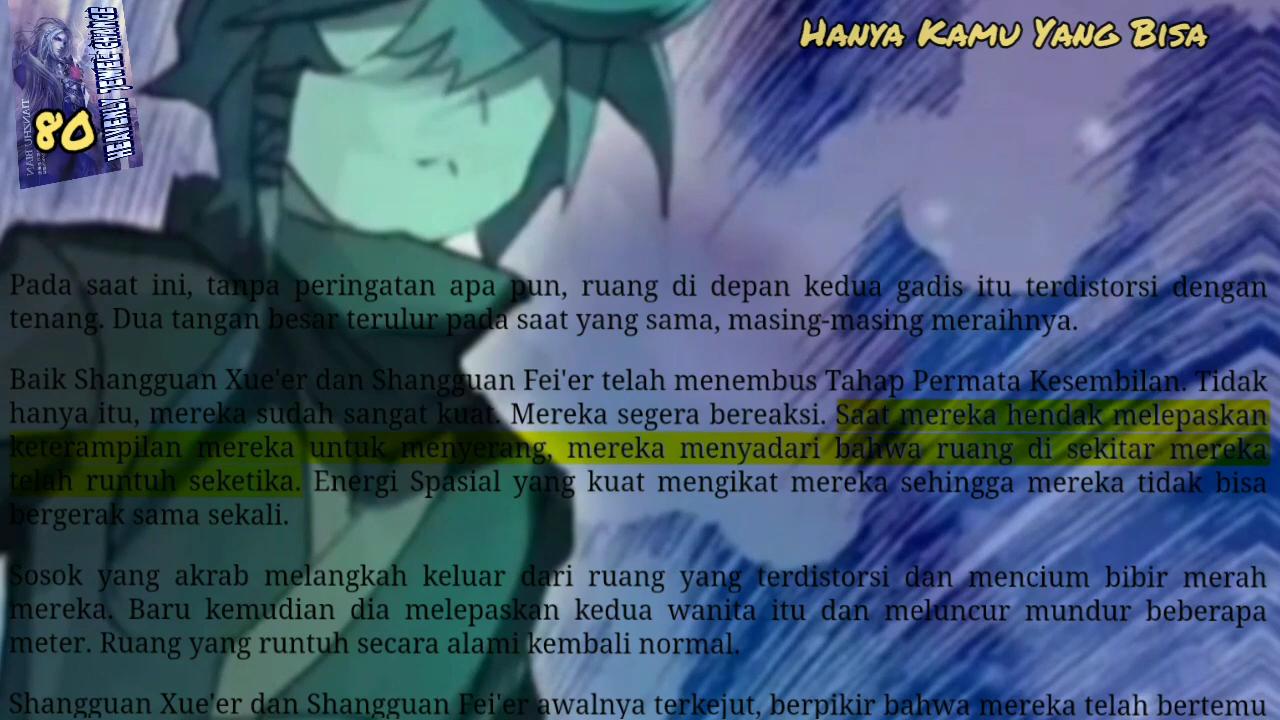 Hanya Kamu Yang Bisa
HEAVENLY JEWEL CHANGE
80
Pada saat ini, tanpa peringatan apa pun, ruang di depan kedua gadis itu terdistorsi dengan
tenang. Dua tangan besar terulur pada saat yang sama, masing-masing meraihnya.
Baik Shangguan Xue'er dan Shangguan Fei'er telah menembus Tahap Permata Kesembilan. Tidak
hanya itu, mereka sudah sangat kuat. Mereka segera bereaksi. Saat mereka hendak melepaskan
keterampilan mereka untuk menyerang, mereka menyadari bahwa ruang di sekitar mereka
telah runtuh seketika. Energi Spasial yang kuat mengikat mereka sehingga mereka tidak bisa
bergerak sama sekali.
Sosok yang akrab melangkah keluar dari ruang yang terdistorsi dan mencium bibir merah
mereka. Baru kemudian dia melepaskan kedua wanita itu dan meluncur mundur beberapa
meter. Ruang yang runtuh secara alami kembali normal.
Shangguan Xue'er dan Shangguan Fei'er awalnya terkejut, berpikir bahwa mereka telah bertemu